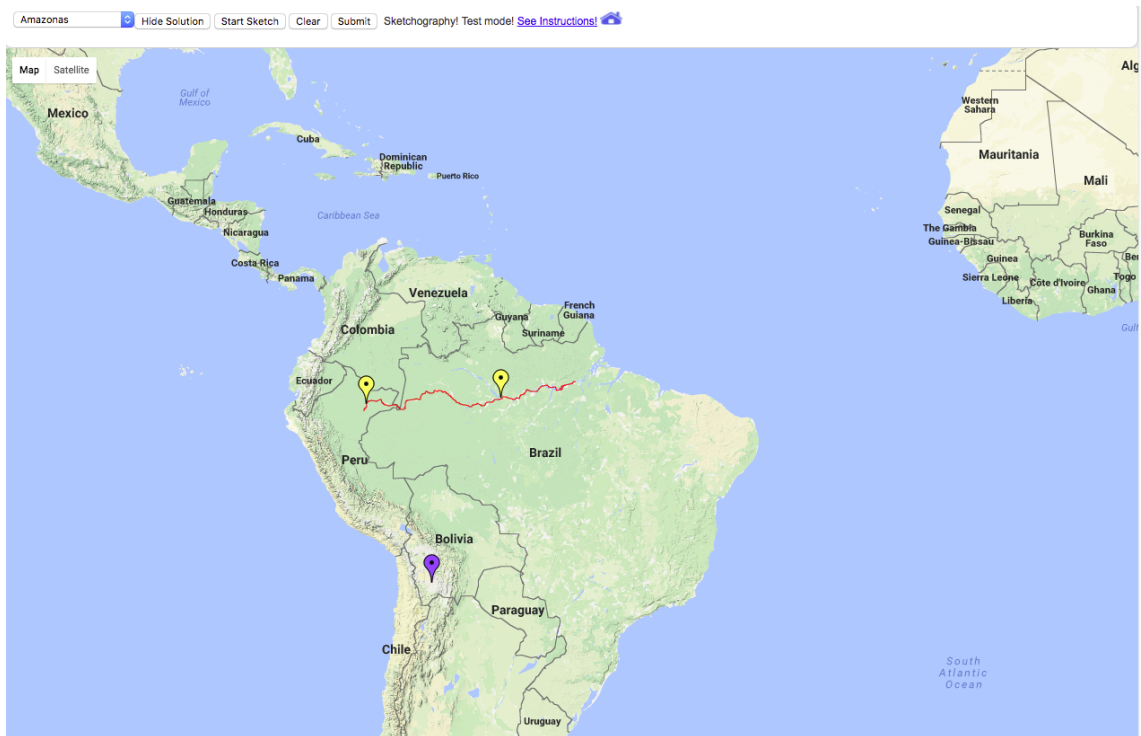 Amazonas Hide Solution Start Sketch Clear Submit Sketchography! Test mode! See Instructions!
Map Satellite
Alg
Gulf of
Mexico
Mexico
Western
Sahara
Cuba
Mauritania
Dominican
Republic
Puerto Rico
Mali
Guatemala
Honduras
Caribbean Sea
Senegal
Nicaragua
The Gambia
Guinea-Bissau
Burkina
Faso
Costa Rica
Guinea
Be
Panama
Sierra Leone
Côte d'Ivoire
Togo
Ghana
Liberia
Venezuela
French
Guiana
Guyana
Suriname
Colombia
Gulf
Ecuador
Brazil
Peru
Bolivia
Paraguay
Chile
South
Atlantic
Ocean
Uruguay